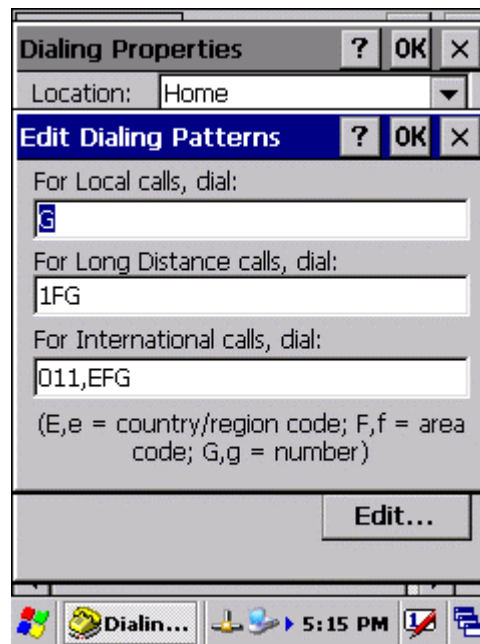 Dialing Properties ? OK ×
Location: Home
Edit Dialing Patterns ? OK ×
For Local calls, dial:
G
For Long Distance calls, dial:
1FG
For International calls, dial:
011,EFG
(E,e = country/region code; F,f = area
code; G,g = number)
Edit...
Dialin... 5:15 PM